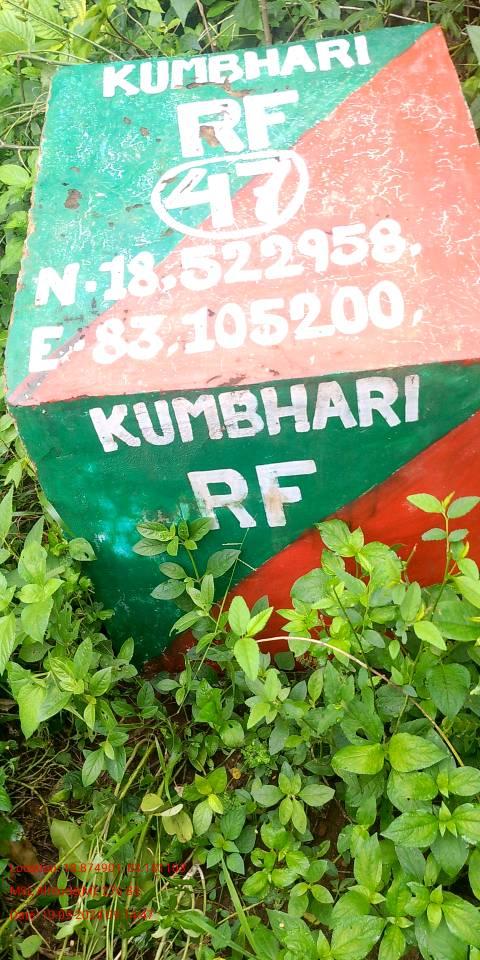 KUMBHARI
RF
47
N.18.522958.
E.83.105200.
KUMBHARI
RF